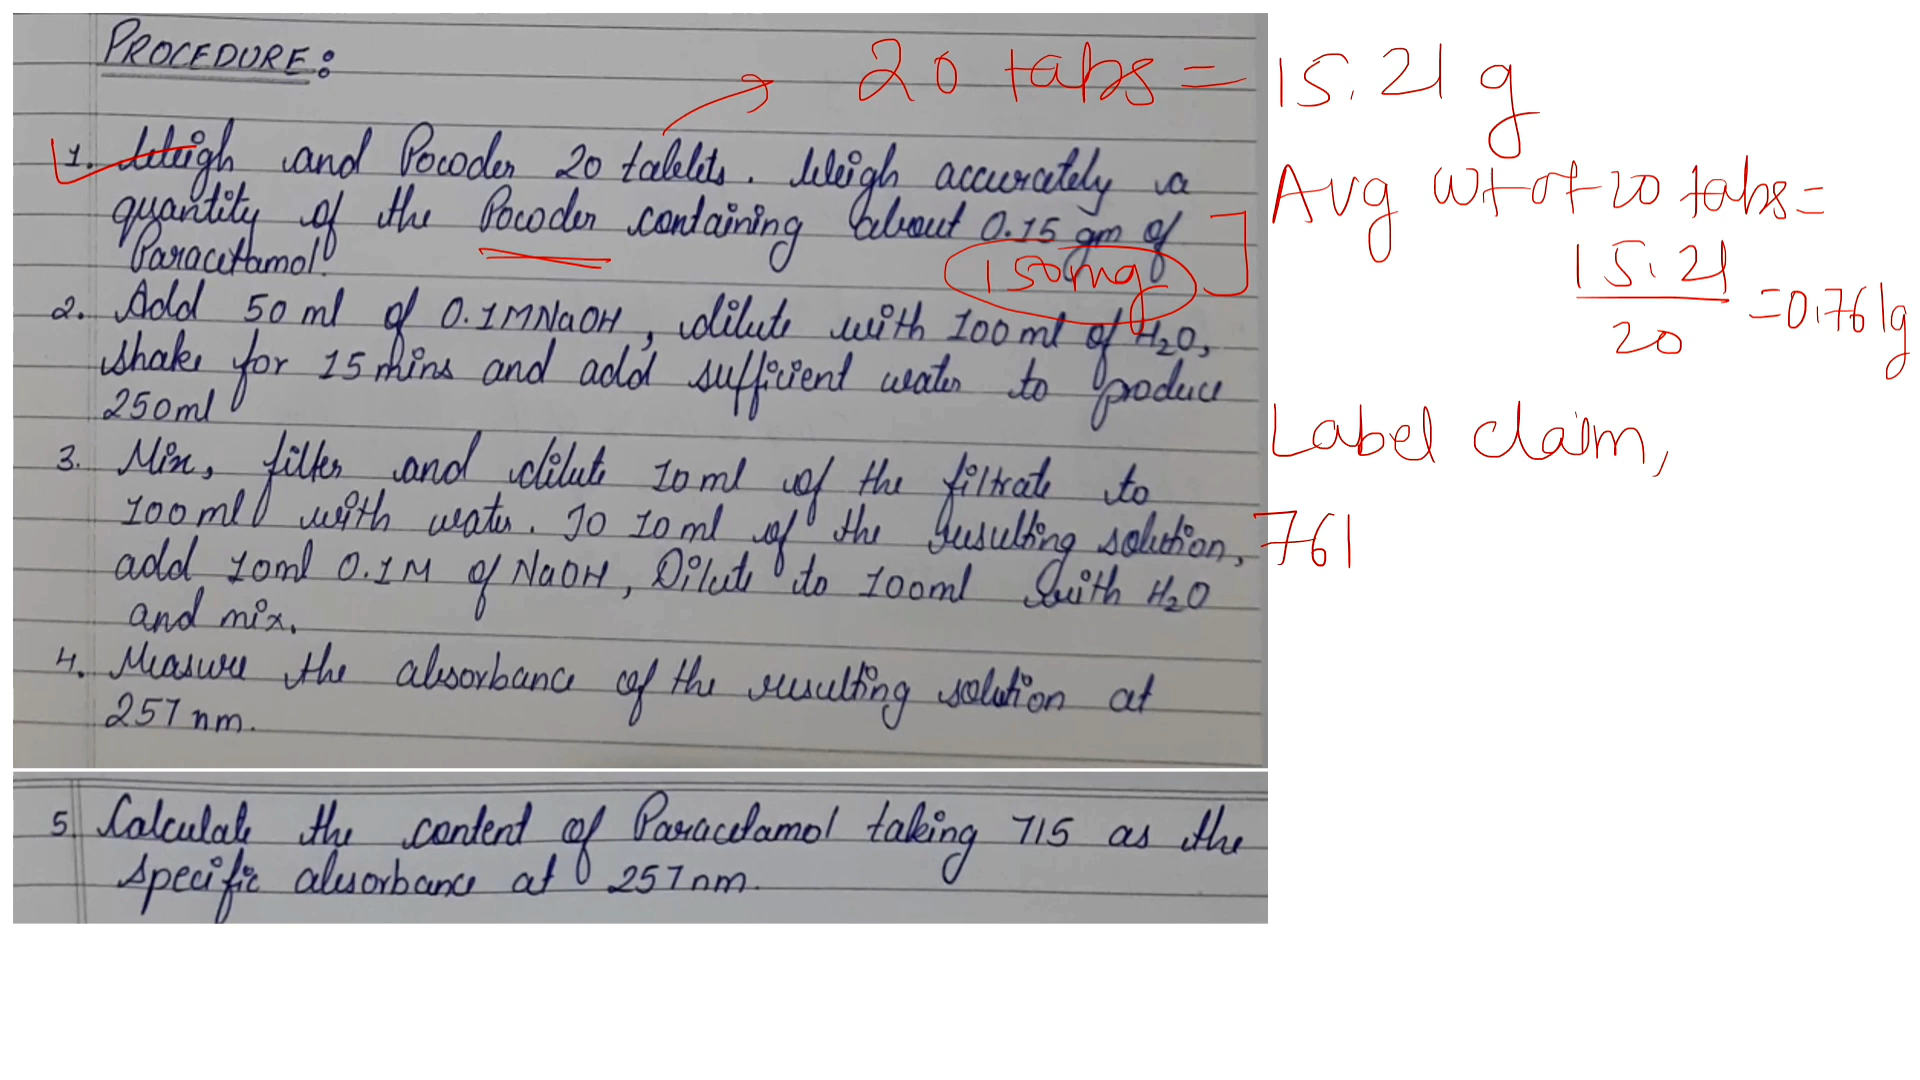 PROCEDURE:
20 tabs = 15.21 g
1. Weigh and Powder 20 tablets. Weigh accurately a
quantity of the Powder containing about 0.15 gm of
Paracetamol.
150mg
2. Add 50 ml of 0.1MNaOH, dilute with 100 ml of H2O,
shake for 15 mins and add sufficient water to produce
250ml
3. Mix, filter and dilute 10 ml of the filtrate to
100ml with water. To 10 ml of the resulting solution,
add 10ml 0.1M of NaOH, Dilute to 100ml with H2O
and mix.
4. Measure the absorbance of the resulting solution at
257 nm.
5. Calculate the content of Paracetamol taking 715 as the
specific absorbance at 257 nm.
Avg wt of 20 tabs =
15.21
20
= 0.761g
Label claim,
761